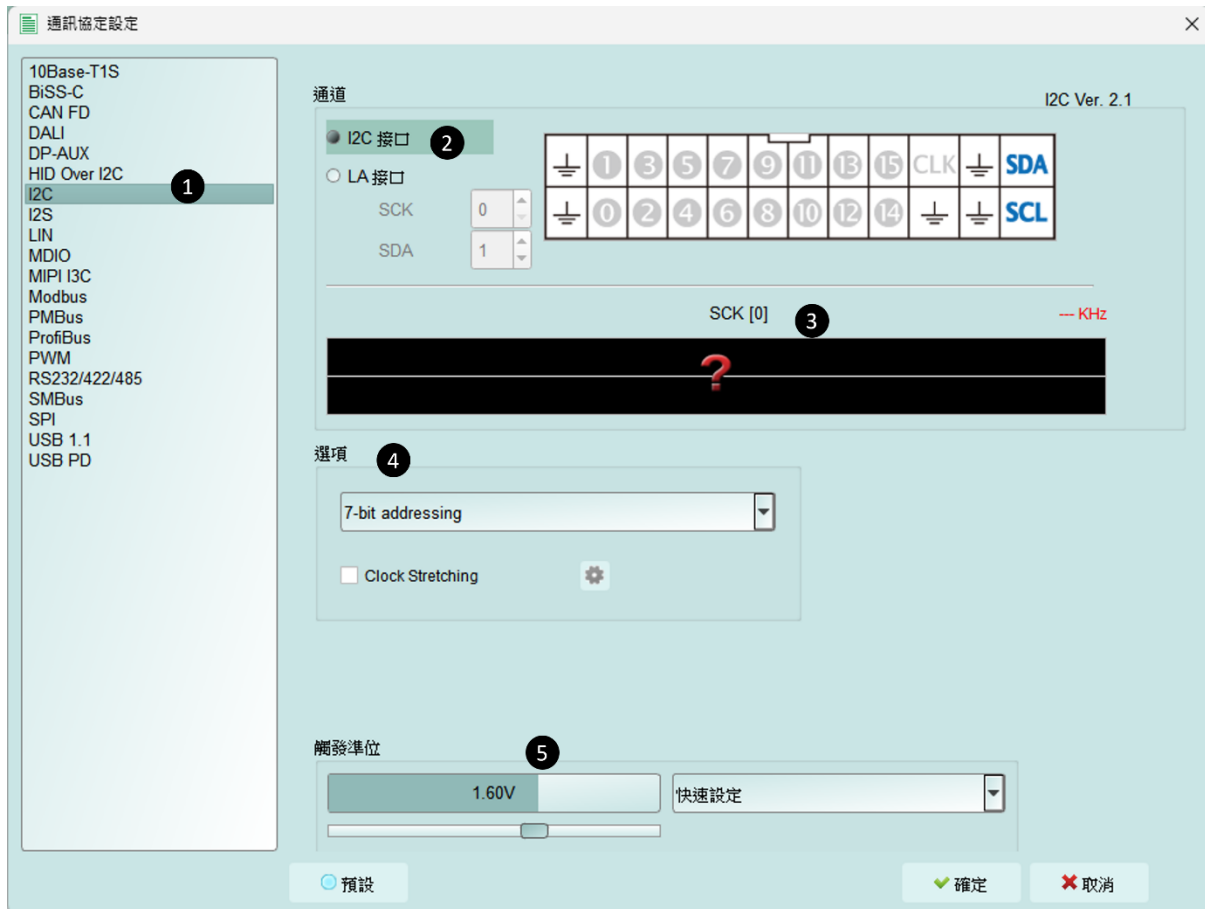 通訊協定設定
10Base-T1S
BiSS-C
CAN FD
DALI
DP-AUX
HID Over I2C
I2C
1
I2S
LIN
MDIO
MIPI I3C
Modbus
PMBus
ProfiBus
PWM
RS232/422/485
SMBus
SPI
USB 1.1
USB PD
通道
I2C Ver. 2.1
I2C 接口
2
LA 接口
SCK 0
SDA 1
1 3 5 7 9 11 13 15 CLK SDA
0 2 4 6 8 10 12 14 SCL
SCK [0] 3 --- KHz
?
選項 4
7-bit addressing
Clock Stretching
觸發準位 5
1.60V 快速設定
預設 確定 取消